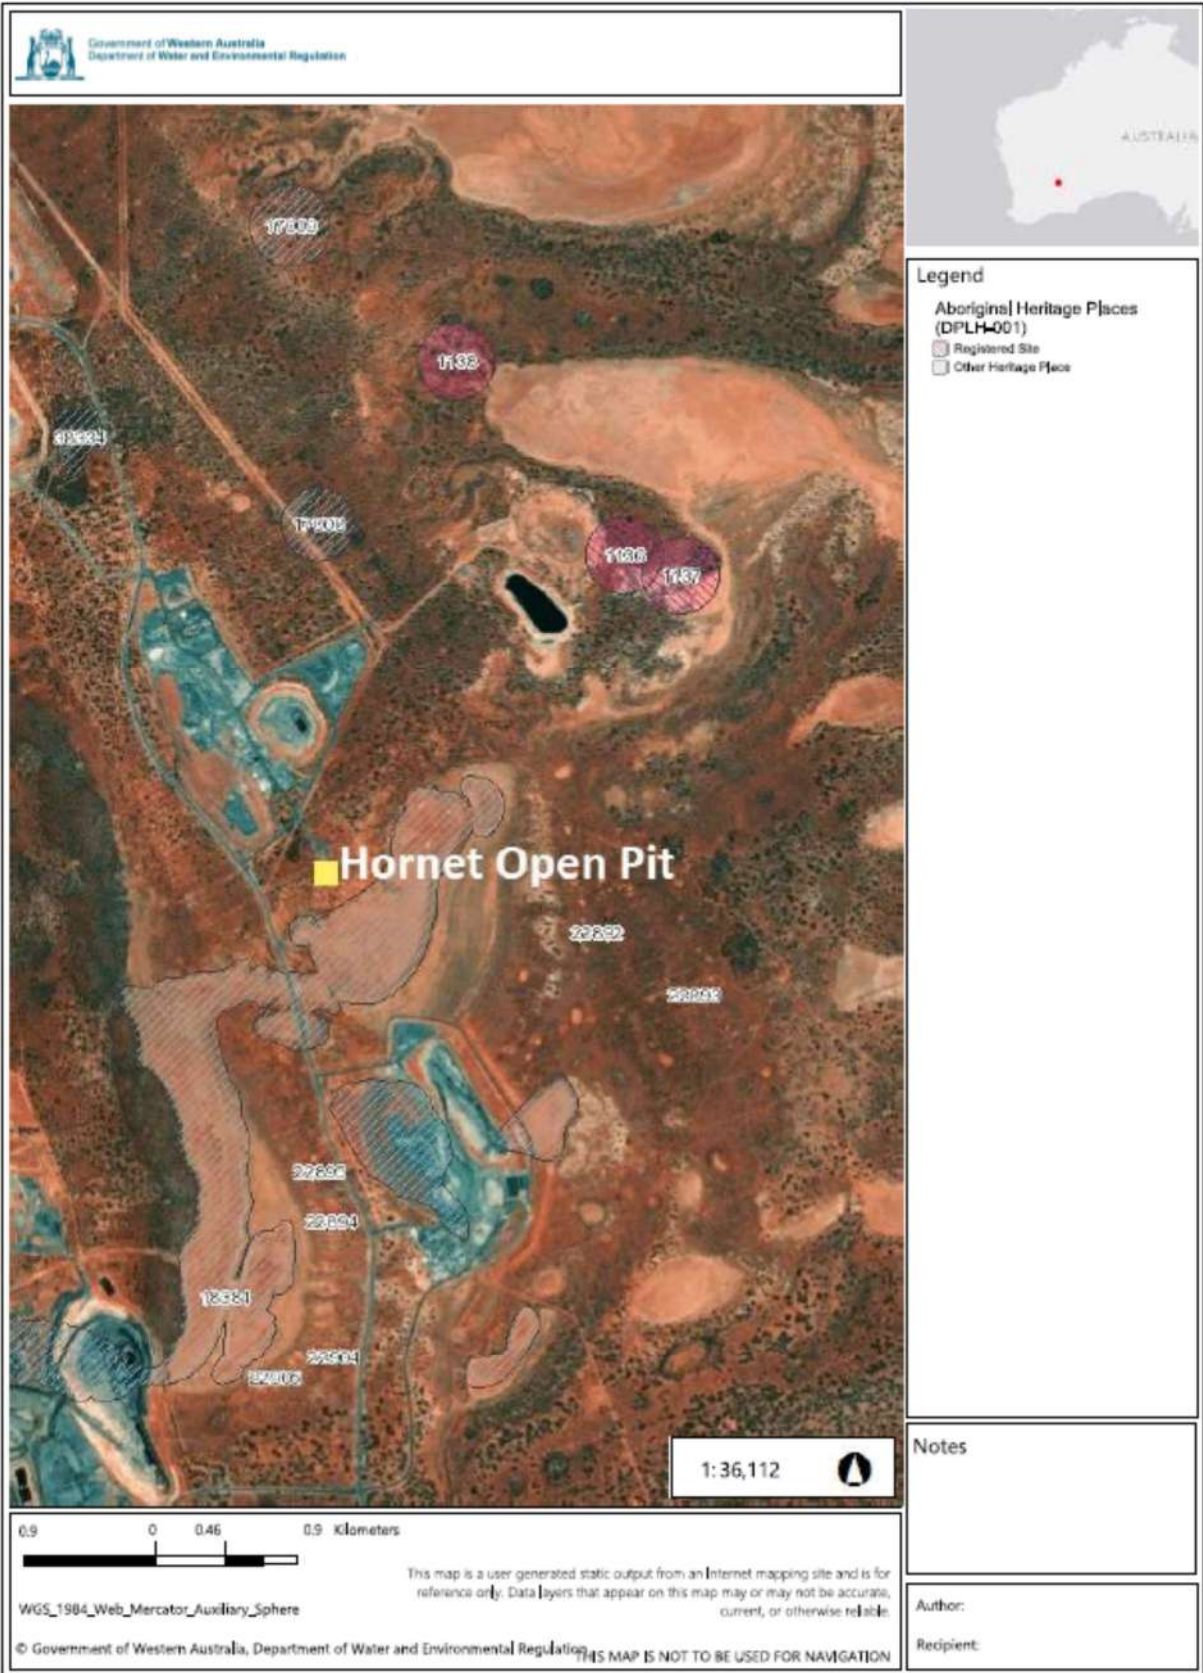 Government of Western Australia
Department of Water and Environmental Regulation
AUSTRALIA
Legend
Aboriginal Heritage Places
(DPLH-001)
Registered Site
Other Heritage Place
1136
1137
Hornet Open Pit
22892
22893
22894
18381
22904
1: 36,112
Notes
0.9 0 0.46 0.9 Kilometers
This map is a user generated static output from an Internet mapping site and is for
reference only. Data layers that appear on this map may or may not be accurate,
current, or otherwise reliable.
WGS_1984_Web_Mercator_Auxiliary_Sphere
© Government of Western Australia, Department of Water and Environmental Regulation
THIS MAP IS NOT TO BE USED FOR NAVIGATION
Author:
Recipient: